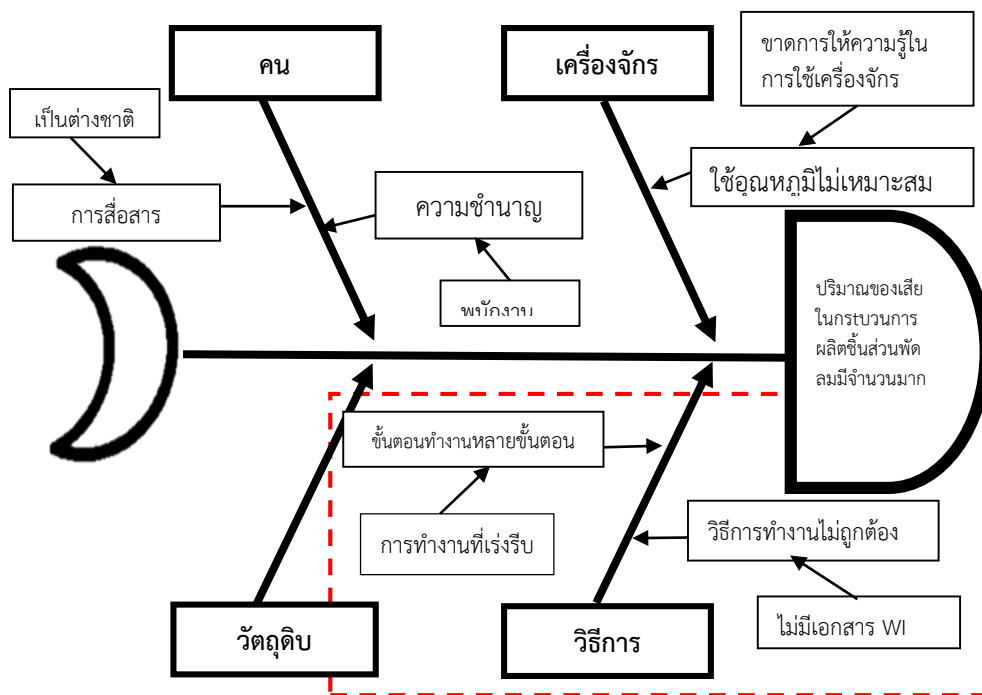 คน
เครื่องจักร
ขาดการให้ความรู้ใน
การใช้เครื่องจักร
เป็นต่างชาติ
ใช้อุณหภูมิไม่เหมาะสม
การสื่อสาร
ความชำนาญ
พนักงาน
ปริมาณของเสีย
ในกระบวนการ
ผลิตชิ้นส่วนพัด
ลมมีจำนวนมาก
ขั้นตอนทำงานหลายขั้นตอน
การทำงานที่เร่งรีบ
วิธีการทำงานไม่ถูกต้อง
ไม่มีเอกสาร WI
วัตถุดิบ
วิธีการ